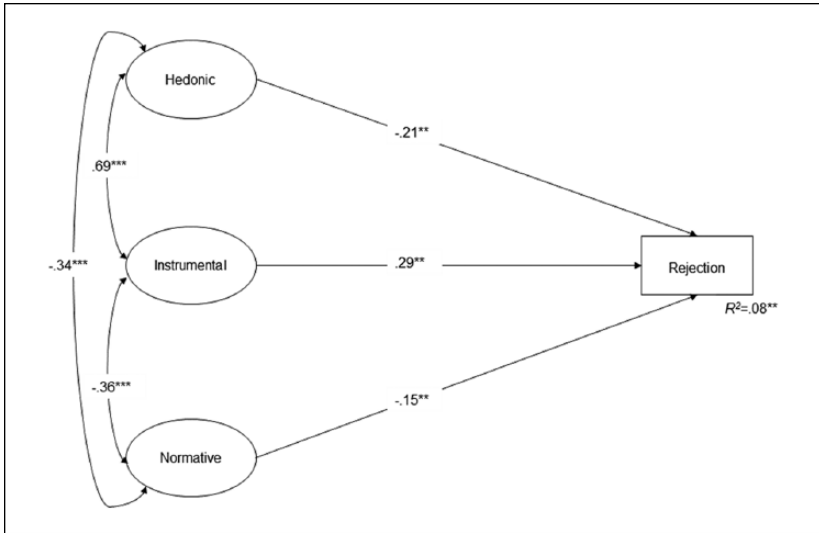 Hedonic
-.21**
.69***
Instrumental
.29**
Rejection
-.34***
R²=.08**
-.36***
-.15**
Normative